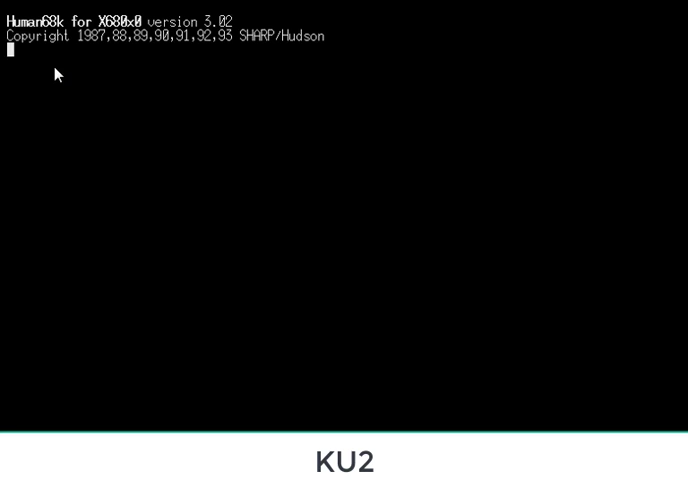 Human68k for X680x0 version 3.02
Copyright 1987,88,89,90,91,92,93 SHARP/Hudson
KU2